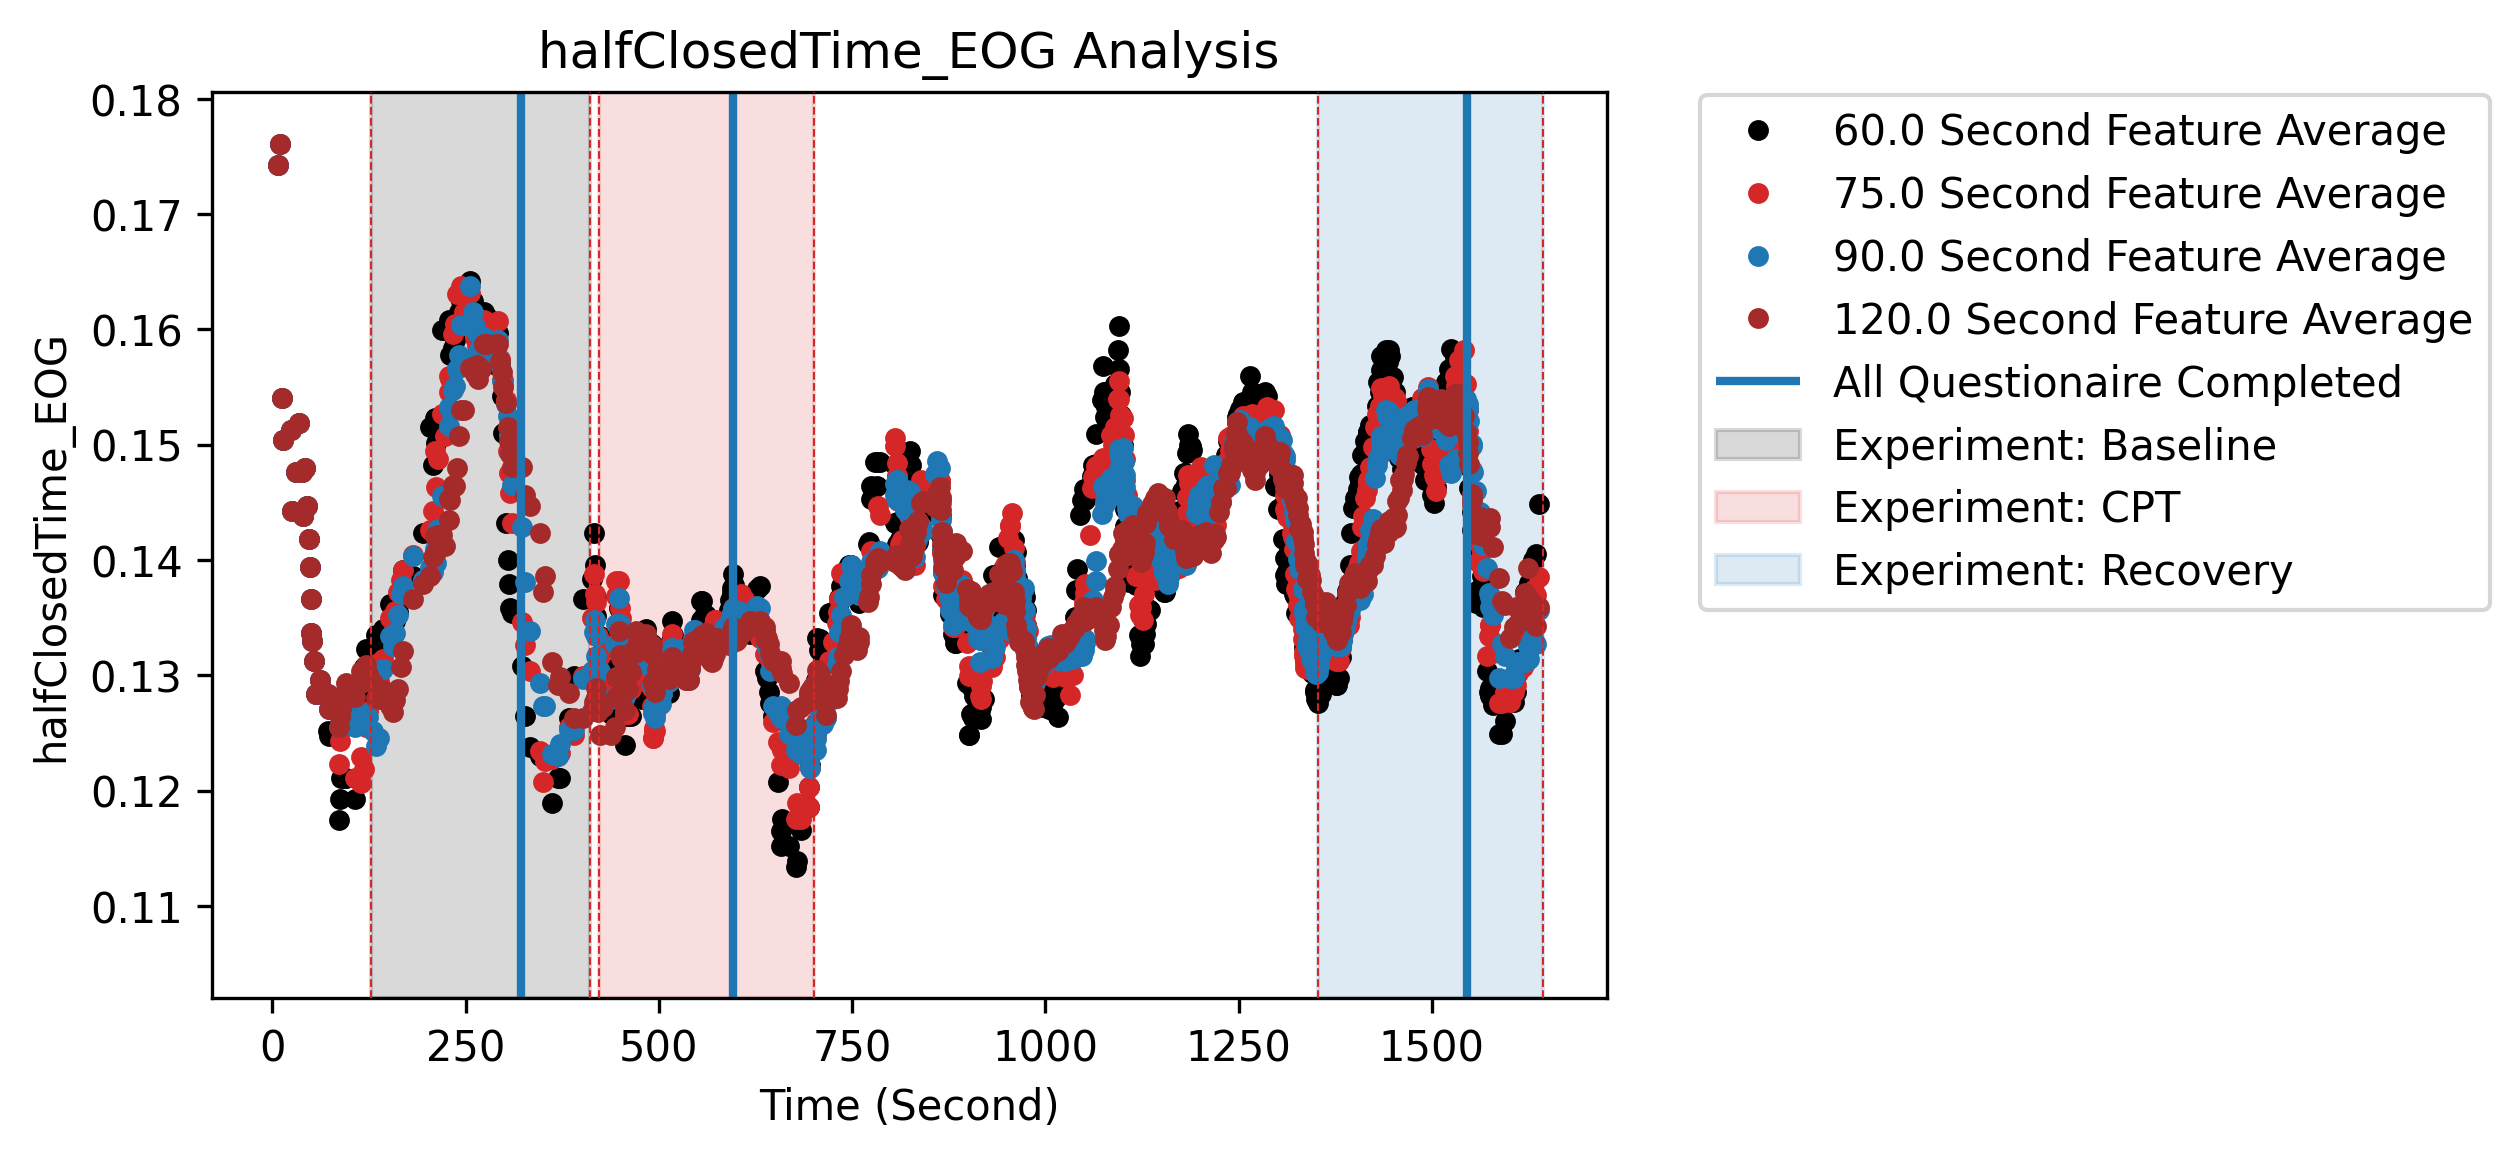 halfClosedTime_EOG Analysis
halfClosedTime_EOG
0.18
0.17
0.16
0.15
0.14
0.13
0.12
0.11
0 250 500 750 1000 1250 1500
Time (Second)
60.0 Second Feature Average
75.0 Second Feature Average
90.0 Second Feature Average
120.0 Second Feature Average
All Questionaire Completed
Experiment: Baseline
Experiment: CPT
Experiment: Recovery